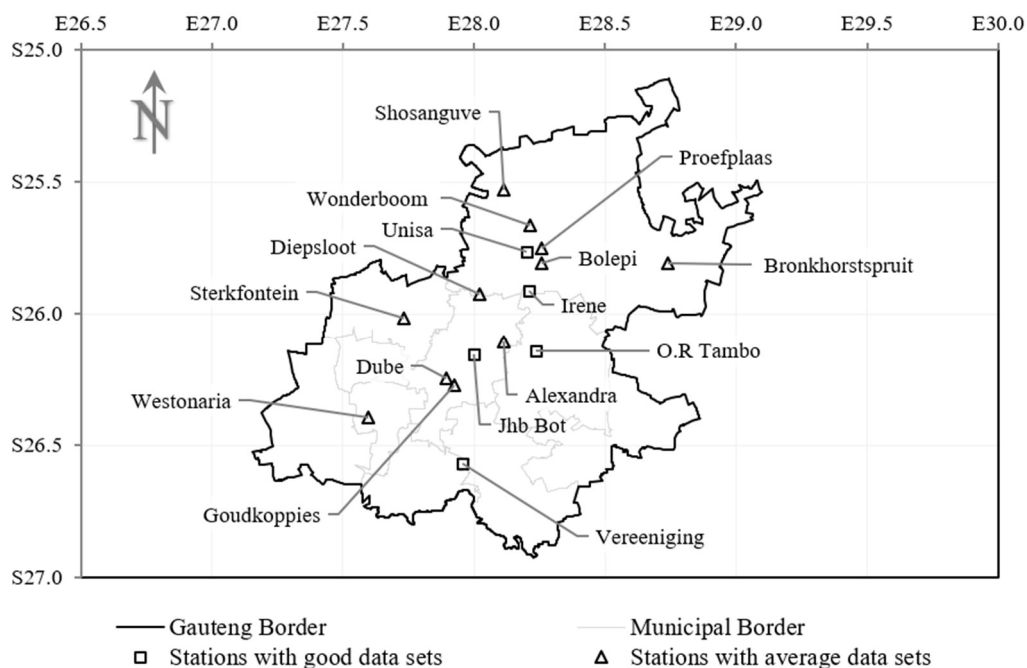 E26.5 E27.0 E27.5 E28.0 E28.5 E29.0 E29.5 E30.0
S25.0
N
Shosanguve
Proefplaas
S25.5
Wonderboom
Unisa
Diepsloot
Bolepi
Bronkhorstspruit
Sterkfontein
Irene
S26.0
O.R Tambo
Dube
Westonaria
Alexandra
Jhb Bot
S26.5
Goudkoppies
Vereeniging
S27.0
Gauteng Border
Municipal Border
Stations with good data sets
Stations with average data sets